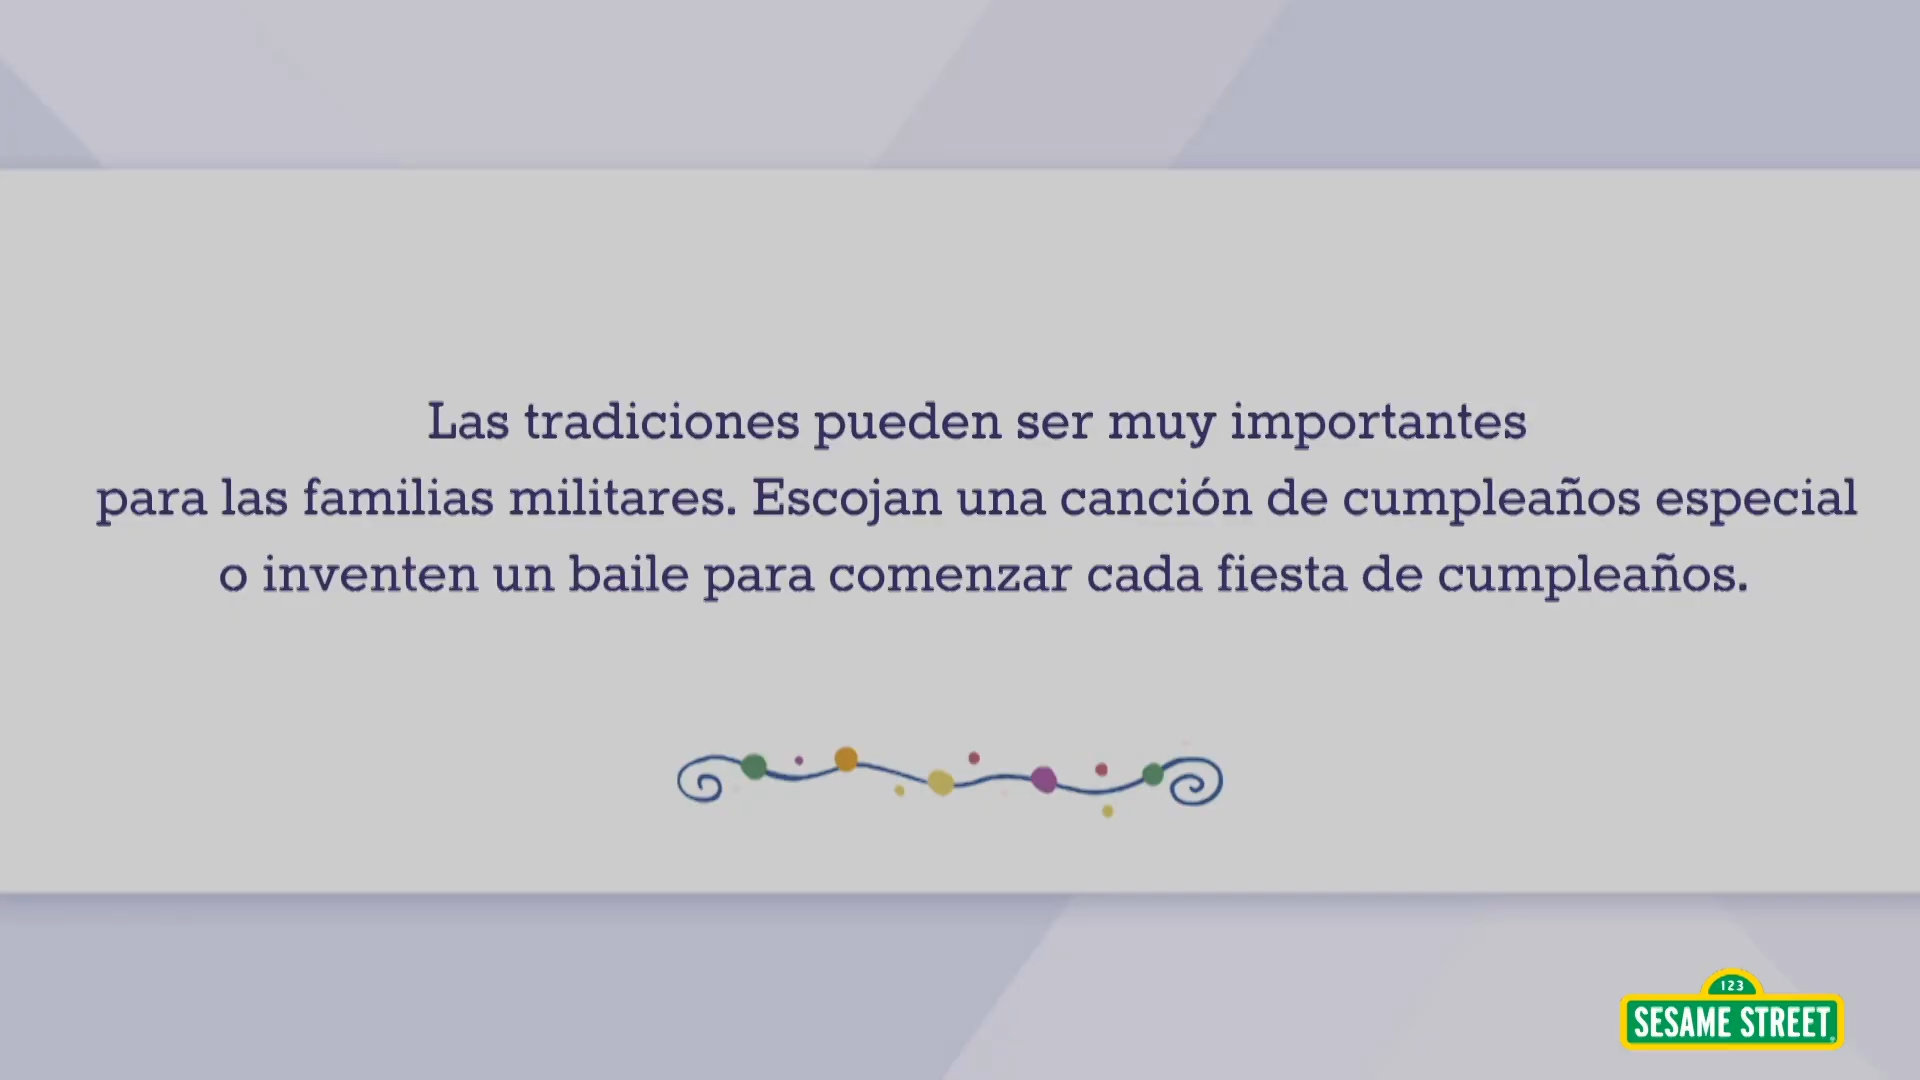 Las tradiciones pueden ser muy importantes
para las familias militares. Escojan una canción de cumpleaños especial
o inventen un baile para comenzar cada fiesta de cumpleaños.
123
SESAME STREET